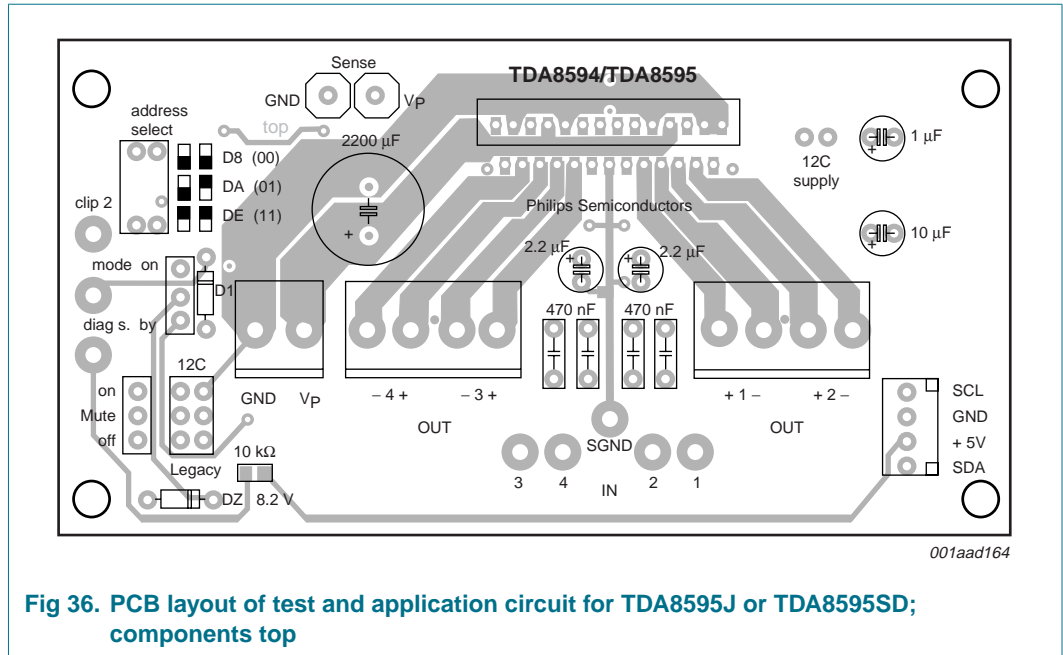 Sense
TDA8594/TDA8595
GND
VP
address
select
top
2200 μF
1 μF
D8 (00)
12C
supply
DA (01)
clip 2
DE (11)
Philips Semiconductors
+
10 μF
mode on
2.2 μF
2.2 μF
D1
470 nF
470 nF
diag s. by
12C
on
GND
VP
− 4 +
− 3 +
+ 1 −
+ 2 −
SCL
Mute
OUT
OUT
GND
off
SGND
+ 5V
Legacy
10 kΩ
3
4
IN
2
1
SDA
DZ
8.2 V
001aad164
Fig 36. PCB layout of test and application circuit for TDA8595J or TDA8595SD;
components top